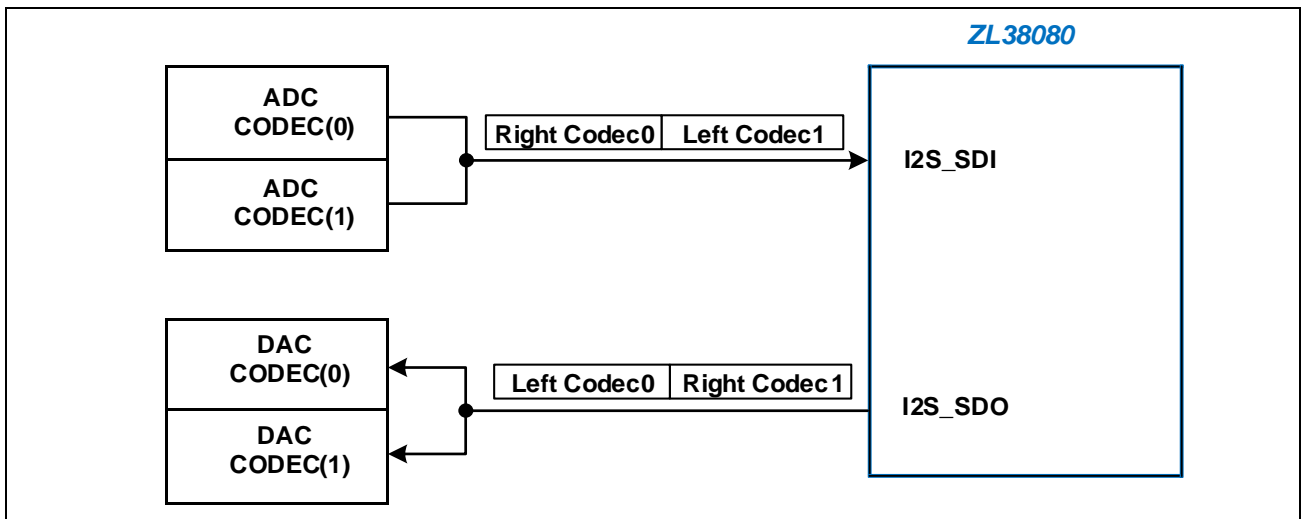 ZL38080
ADC
CODEC(0)
Right Codec0 Left Codec1
I2S_SDI
ADC
CODEC(1)
DAC
CODEC(0)
Left Codec0 Right Codec1
I2S_SDO
DAC
CODEC(1)